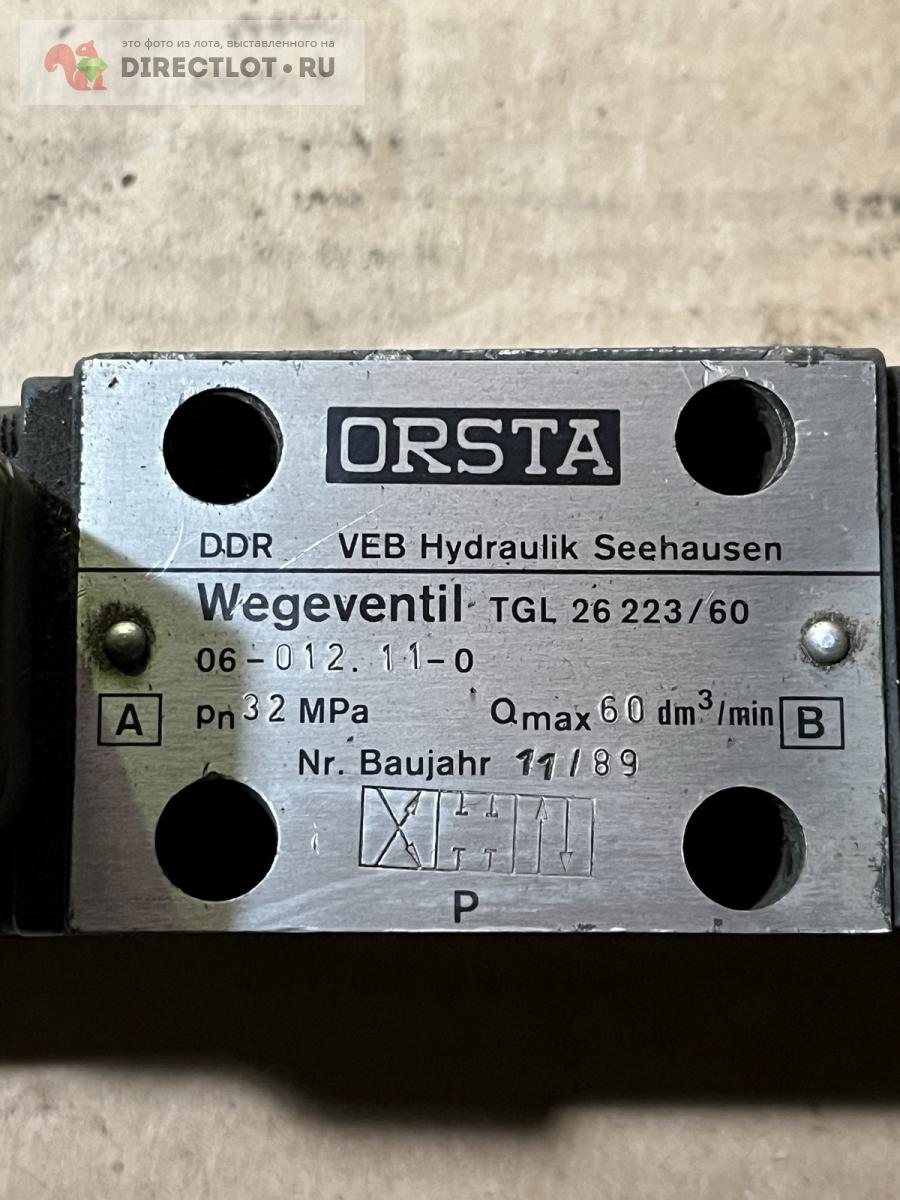 это фото из лота, выставленного на
DIRECTLOT•RU
ORSTA
DDR VEB Hydraulik Seehausen
Wegeventil TGL 26 223/60
06-012.11-0
A pn 32 MPa Qmax 60 dm³/min B
Nr. Baujahr 11/89
P